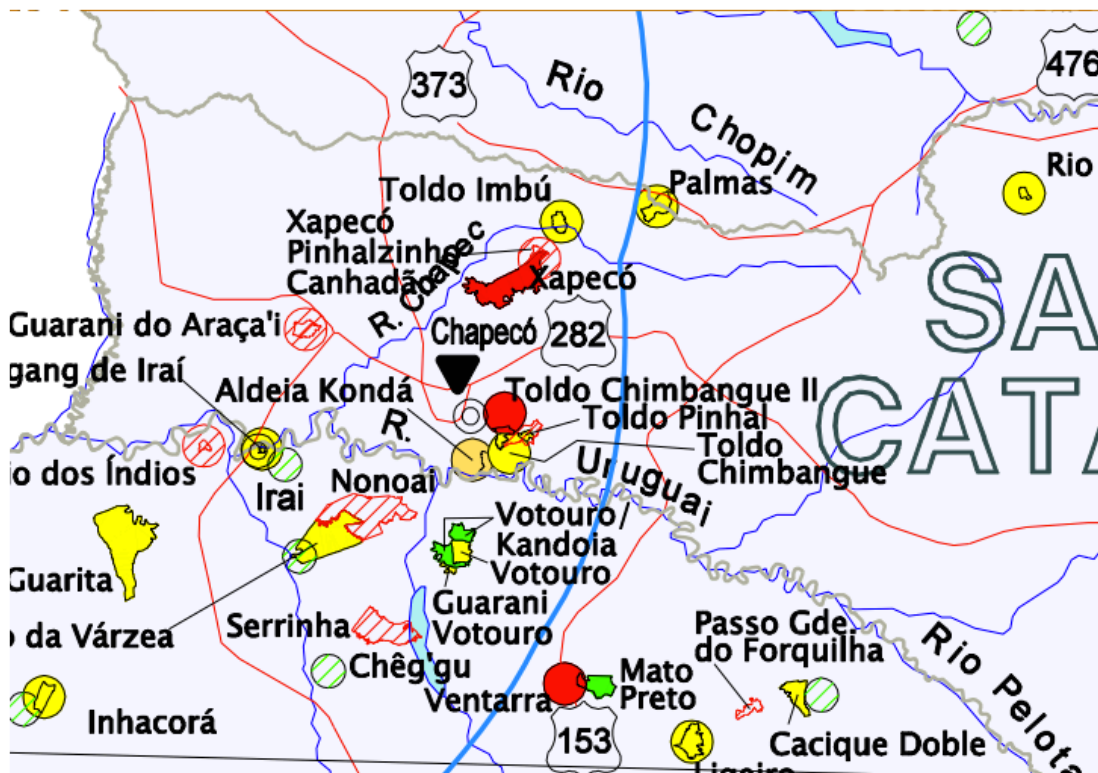 373
476
Rio
Chopim
Rio
Palmas
Toldo Imbú
Xapecó
Pinhalzinho
Canhadão
R. Chapec
Xapecó
SA
CATA
Guarani do Araça'i
Chapecó
282
gang de Iraí
Aldeia Kondá
Toldo Chimbangue II
Toldo Pinhal
Toldo
Chimbangue
R.
Uruguai
io dos Índios
Irai
Nonoai
Votouro/
Kandoia
Votouro
Guarita
Guarani
Votouro
o da Várzea
Serrinha
Passo Gde.
do Forquilha
Rio Pelota
Chêg'gu
Ventarra
Mato
Preto
Inhacorá
153
Cacique Doble
Ligeiro